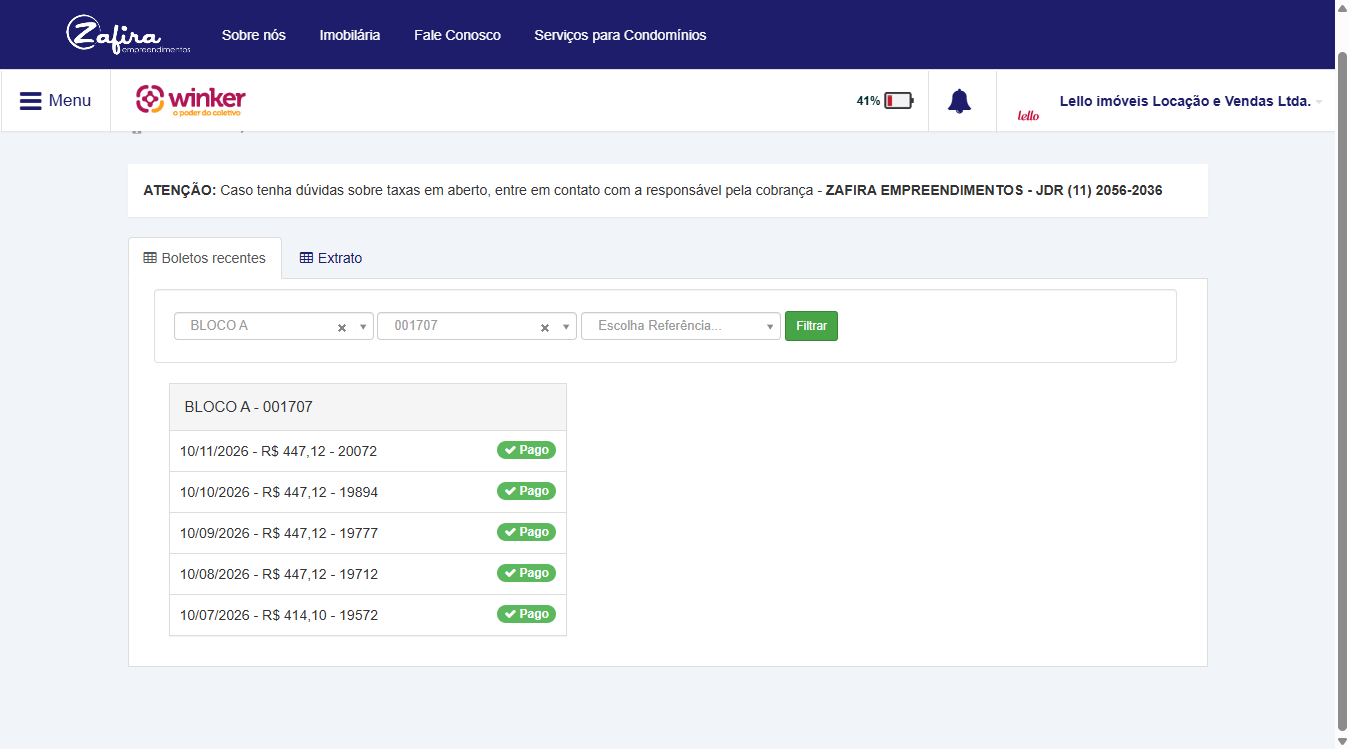 Zafira
empreendimentos
Sobre nós
Imobilária
Fale Conosco
Serviços para Condomínios
Menu
winker
o poder do coletivo
41%
lello
Lello imóveis Locação e Vendas Ltda.
ATENÇÃO: Caso tenha dúvidas sobre taxas em aberto, entre em contato com a responsável pela cobrança - ZAFIRA EMPREENDIMENTOS - JDR (11) 2056-2036
Boletos recentes
Extrato
BLOCO A
001707
Escolha Referência...
Filtrar
BLOCO A - 001707
10/11/2026 - R$ 447,12 - 20072 Pago
10/10/2026 - R$ 447,12 - 19894 Pago
10/09/2026 - R$ 447,12 - 19777 Pago
10/08/2026 - R$ 447,12 - 19712 Pago
10/07/2026 - R$ 414,10 - 19572 Pago